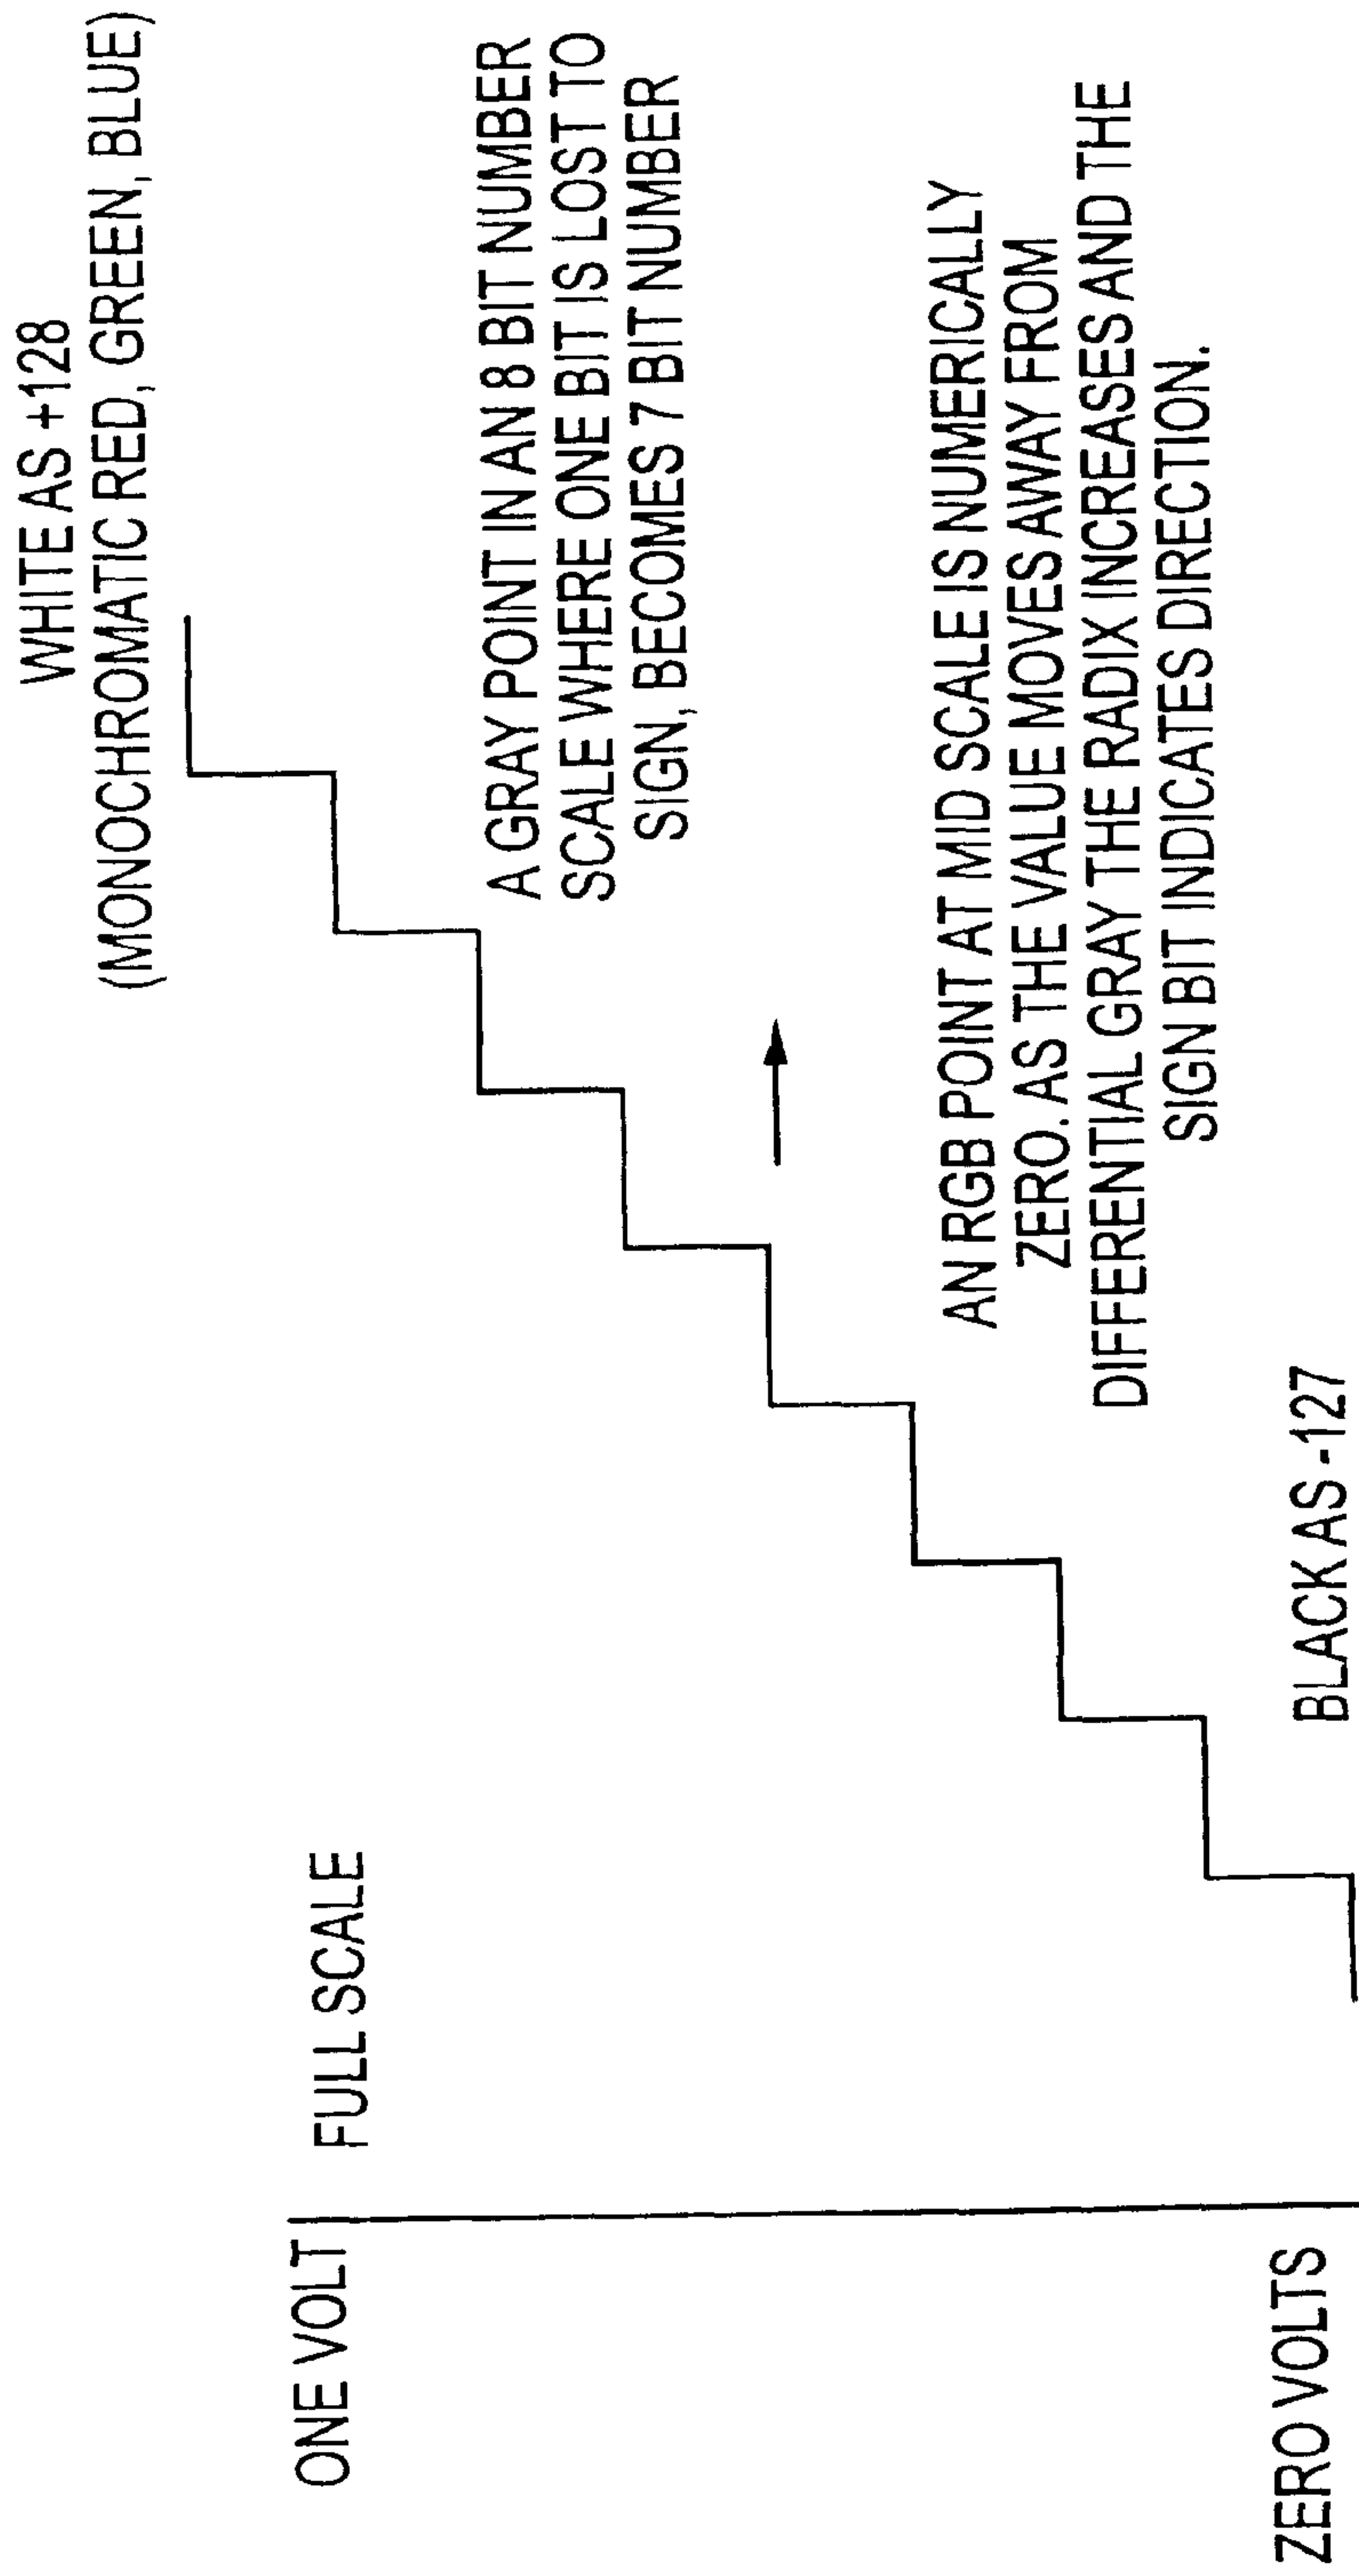 WHITE AS +128
(MONOCHROMATIC RED, GREEN, BLUE)
ONE VOLT
FULL SCALE
A GRAY POINT IN AN 8 BIT NUMBER
SCALE WHERE ONE BIT IS LOST TO
SIGN, BECOMES 7 BIT NUMBER
AN RGB POINT AT MID SCALE IS NUMERICALLY
ZERO. AS THE VALUE MOVES AWAY FROM
DIFFERENTIAL GRAY THE RADIX INCREASES AND THE
SIGN BIT INDICATES DIRECTION.
ZERO VOLTS
BLACK AS -127